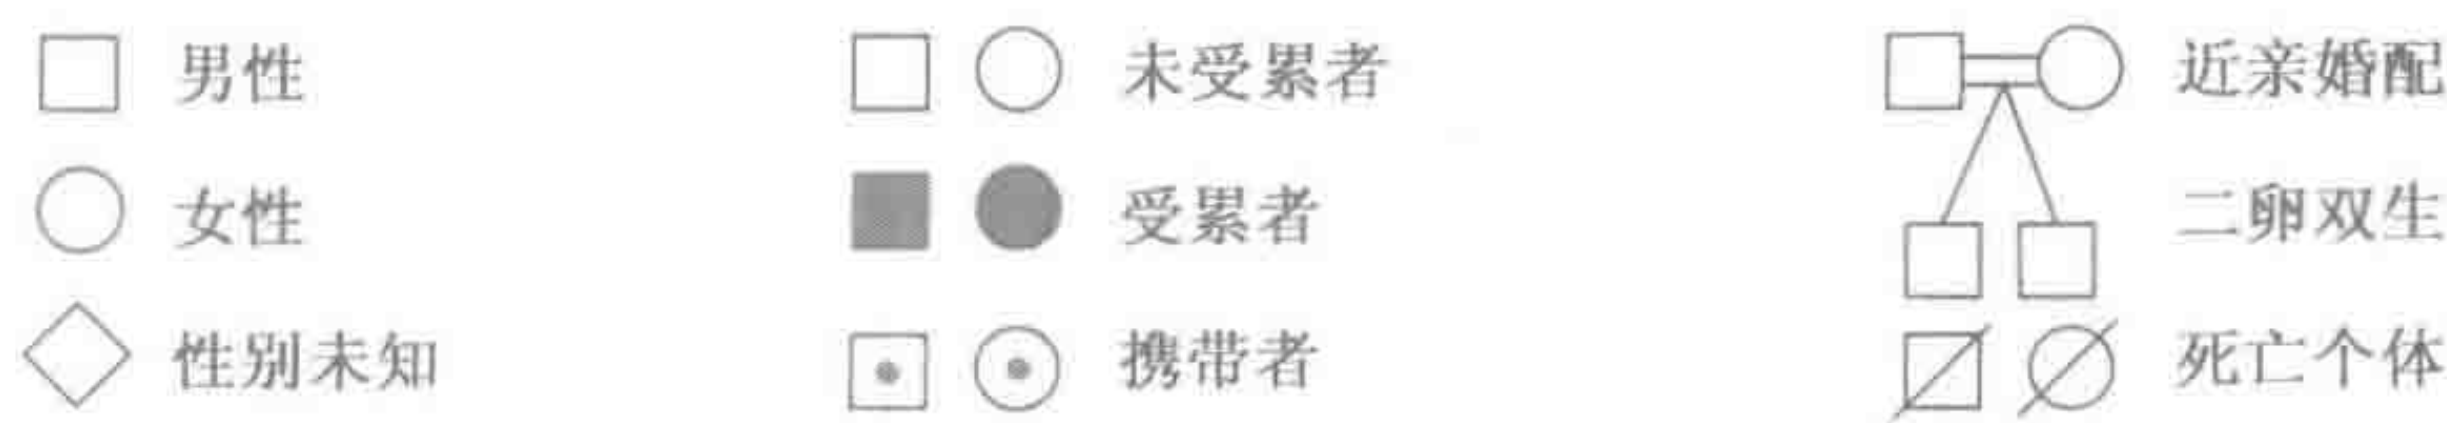 男性
未受累者
近亲婚配
女性
受累者
二卵双生
性别未知
携带者
死亡个体